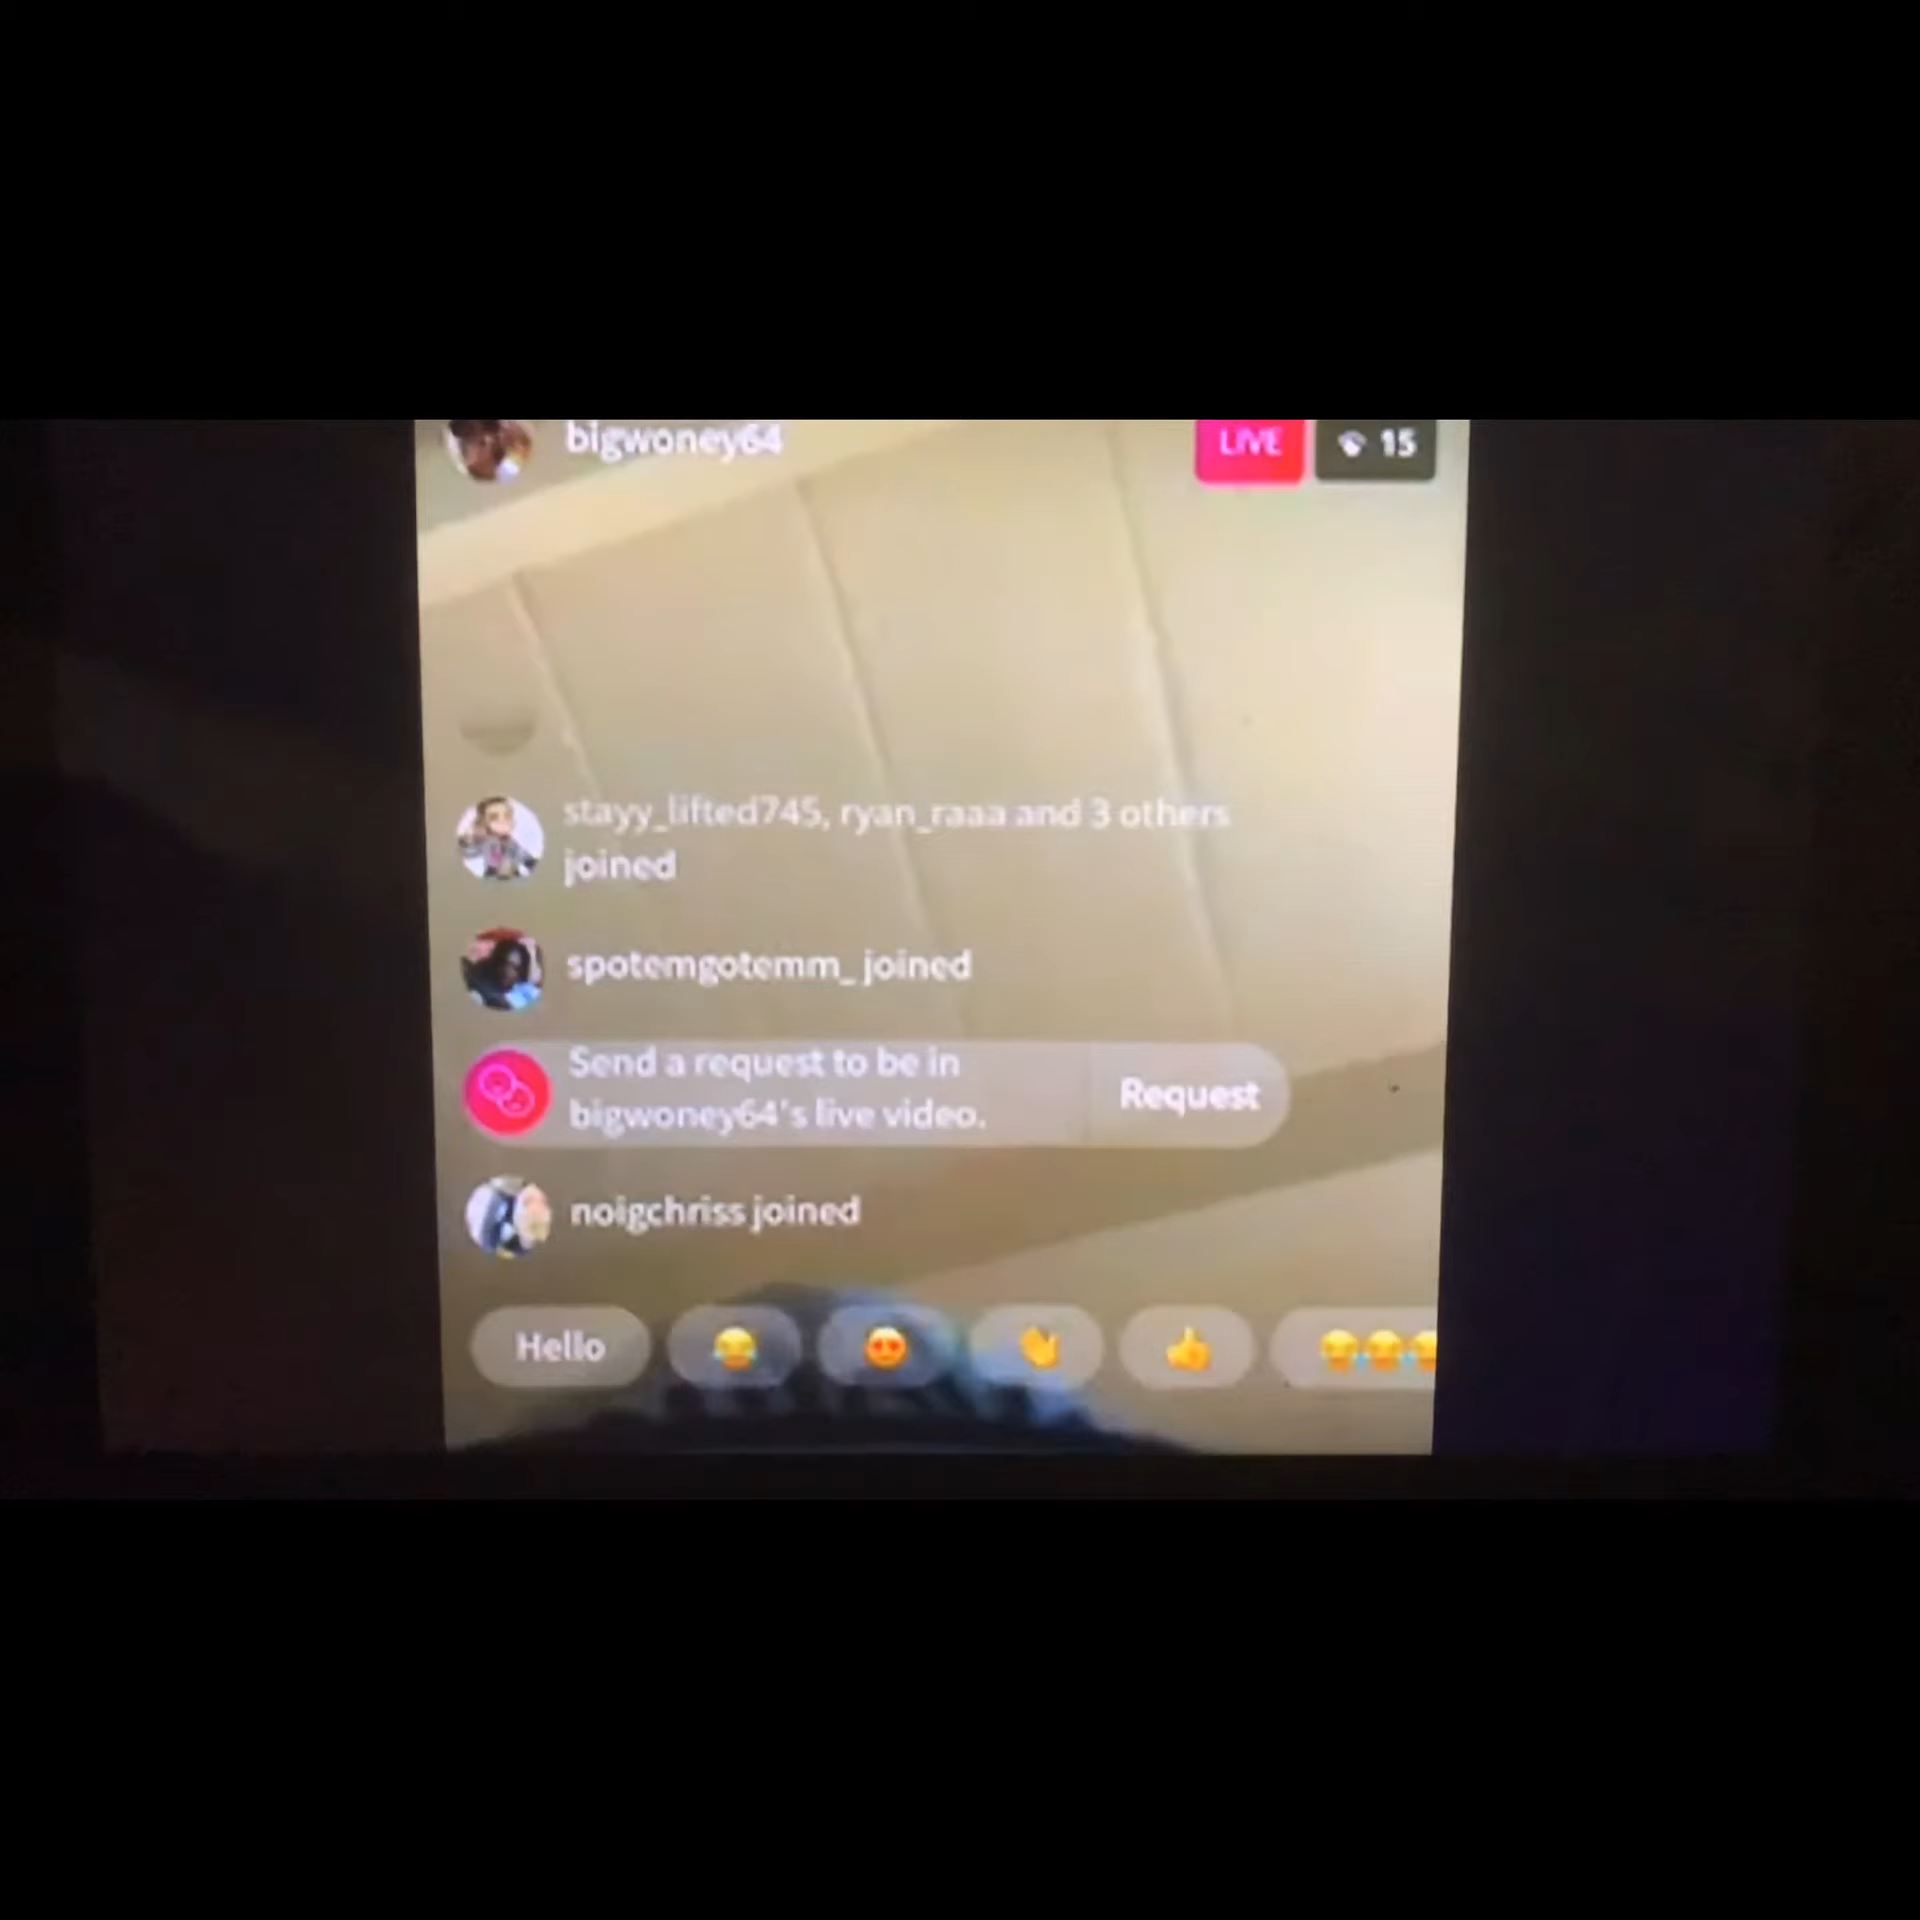 bigwoney64
LIVE
15
stayy_lifted745, ryan_raaa and 3 others
joined
spotemgotemm_ joined
Send a request to be in
bigwoney64's live video.
Request
noigchriss joined
Hello